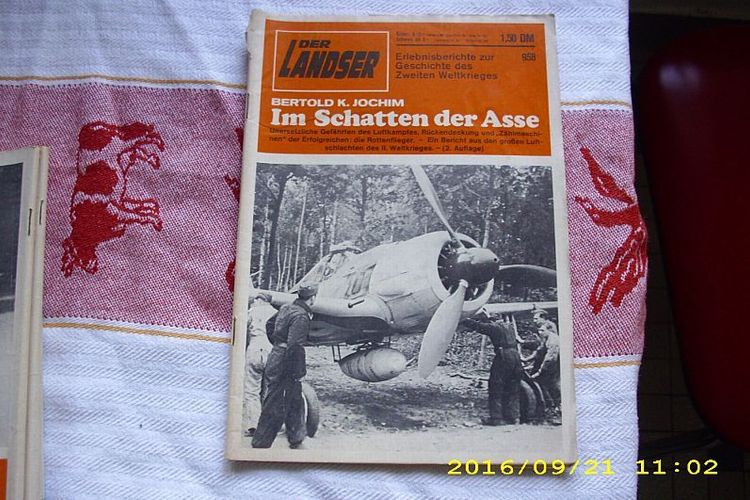 DER
LANDSER
1,50 DM
Erlebnisberichte zur
Geschichte des
Zweiten Weltkrieges
958
BERTOLD K. JOCHIM
Im Schatten der Asse
Unersetzliche Gefährten des Luftkampfes, Rückendeckung und „Zählmaschi-
nen“ der Erfolgreichen: die Rottenflieger. — Ein Bericht aus den großen Luft-
schlachten des II. Weltkrieges. — (2. Auflage)
2016/09/21 11:02